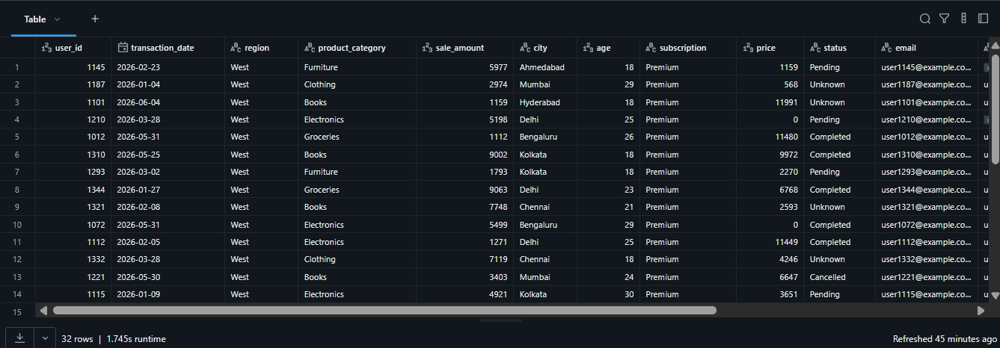 Table +
user_id transaction_date region product_category sale_amount city age subscription price status email
1 1145 2026-02-23 West Furniture 5977 Ahmedabad 18 Premium 1159 Pending user1145@example.co...
2 1187 2026-01-04 West Clothing 2974 Mumbai 29 Premium 568 Unknown user1187@example.co... u
3 1101 2026-06-04 West Books 1159 Hyderabad 18 Premium 11991 Unknown user1101@example.co... u
4 1210 2026-03-28 West Electronics 5198 Delhi 25 Premium 0 Pending user1210@example.co...
5 1012 2026-05-31 West Groceries 1112 Bengaluru 26 Premium 11480 Completed user1012@example.co... u
6 1310 2026-05-25 West Books 9002 Kolkata 18 Premium 9972 Completed user1310@example.co... u
7 1293 2026-03-02 West Furniture 1793 Kolkata 18 Premium 2270 Pending user1293@example.co... u
8 1344 2026-01-27 West Groceries 9063 Delhi 23 Premium 6768 Completed user1344@example.co... u
9 1321 2026-02-08 West Books 7748 Chennai 21 Premium 2593 Unknown user1321@example.co... u
10 1072 2026-05-31 West Electronics 5499 Bengaluru 29 Premium 0 Completed user1072@example.co... u
11 1112 2026-02-05 West Electronics 1271 Delhi 25 Premium 11449 Completed user1112@example.co... u
12 1332 2026-03-28 West Clothing 7119 Chennai 18 Premium 4246 Unknown user1332@example.co... u
13 1221 2026-05-30 West Books 3403 Mumbai 24 Premium 6647 Cancelled user1221@example.co... u
14 1115 2026-01-09 West Electronics 4921 Kolkata 30 Premium 3651 Pending user1115@example.co... u
15
32 rows | 1.745s runtime Refreshed 45 minutes ago